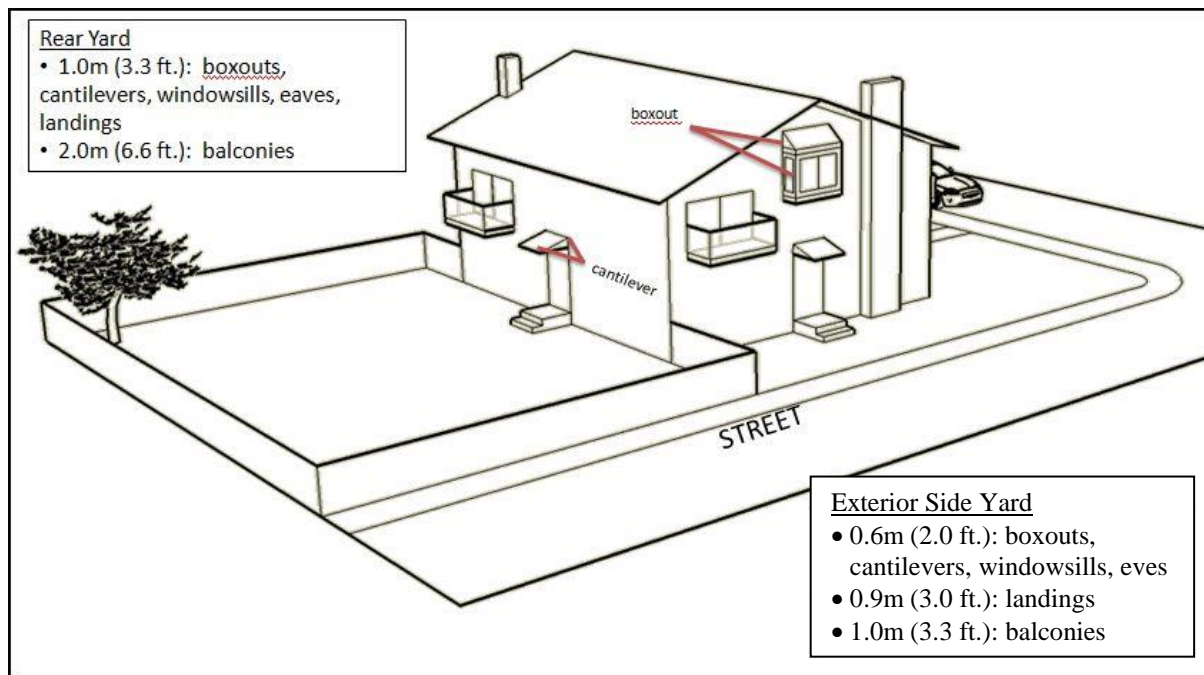 Rear Yard
• 1.0m (3.3 ft.): boxouts,
cantilevers, windowsills, eaves,
landings
• 2.0m (6.6 ft.): balconies
boxout
cantilever
STREET
Exterior Side Yard
• 0.6m (2.0 ft.): boxouts,
cantilevers, windowsills, eves
• 0.9m (3.0 ft.): landings
• 1.0m (3.3 ft.): balconies